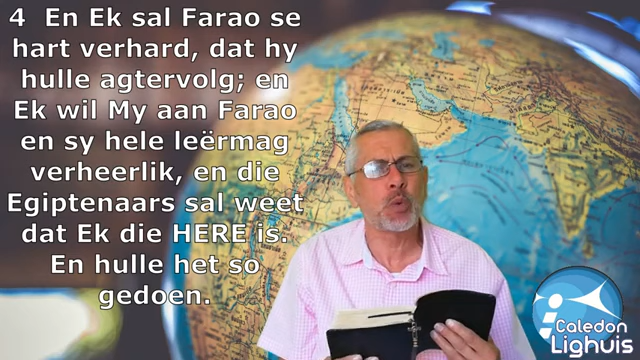 4 En Ek sal Farao se
hart verhard, dat hy
hulle agtervolg; en
Ek wil My aan Farao
en sy hele leërmag
verheerlik, en die
Egiptenaars sal weet
dat Ek die HERE is.
En hulle het so
gedoen.
Caledon
Lighuis